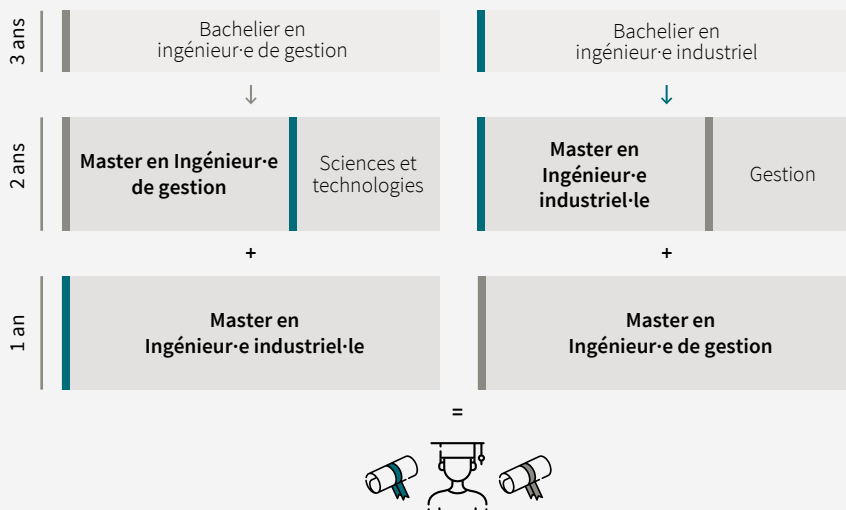 3 ans
Bachelier en
ingénieur·e de gestion
↓
Bachelier en
ingénieur·e industriel
↓
2 ans
Master en Ingénieur·e
de gestion
Sciences et
technologies
Master en
Ingénieur·e
industriel·le
Gestion
+
+
1 an
Master en
Ingénieur·e industriel·le
Master en
Ingénieur·e de gestion
=